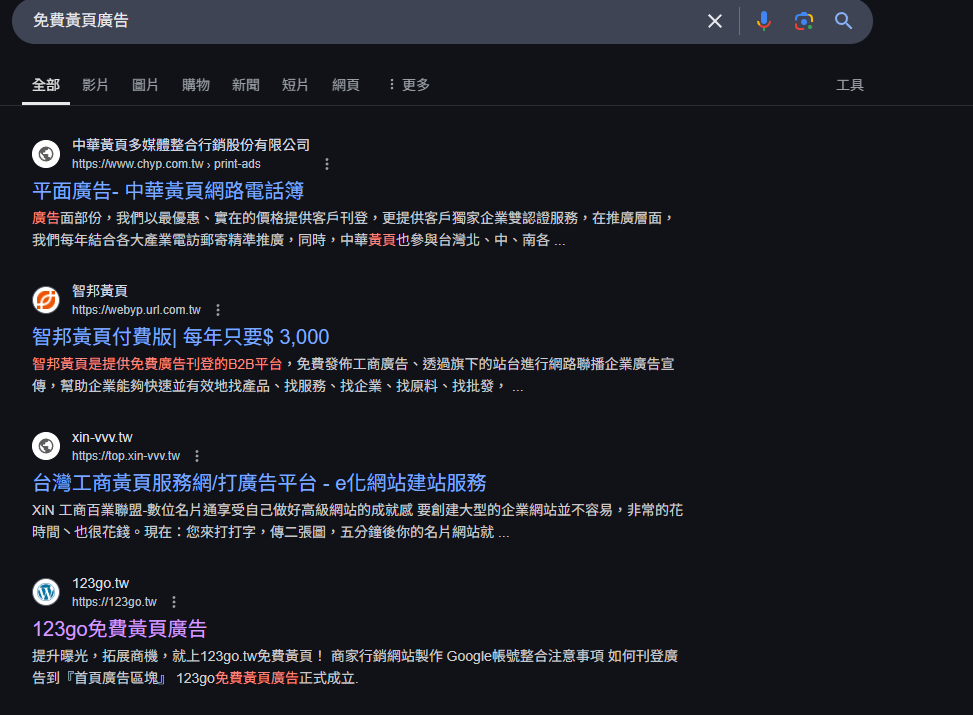 免費黃頁廣告
全部 影片 圖片 購物 新聞 短片 網頁 更多 工具
中華黃頁多媒體整合行銷股份有限公司
https://www.chyp.com.tw › print-ads
平面廣告- 中華黃頁網路電話簿
廣告面部份，我們以最優惠、實在的價格提供客戶刊登，更提供客戶獨家企業雙認證服務，在推廣層面，
我們每年結合各大產業電訪郵寄精準推廣，同時，中華黃頁也參與台灣北、中、南各 ...
智邦黃頁
https://webyp.url.com.tw
智邦黃頁付費版| 每年只要$ 3,000
智邦黃頁是提供免費廣告刊登的B2B平台，免費發佈工商廣告、透過旗下的站台進行網路聯播企業廣告宣
傳，幫助企業能夠快速並有效地找產品、找服務、找企業、找原料、找批發， ...
xin-vvv.tw
https://top.xin-vvv.tw
台灣工商黃頁服務網/打廣告平台 - e化網站建站服務
XiN 工商百業聯盟-數位名片通享受自己做好高級網站的成就感 要創建大型的企業網站並不容易，非常的花
時間丶也很花錢。現在：您來打打字，傳二張圖，五分鐘後你的名片網站就 ...
123go.tw
https://123go.tw
123go免費黃頁廣告
提升曝光，拓展商機，就上123go.tw免費黃頁！ 商家行銷網站製作 Google帳號整合注意事項 如何刊登廣
告到『首頁廣告區塊』 123go免費黃頁廣告正式成立.